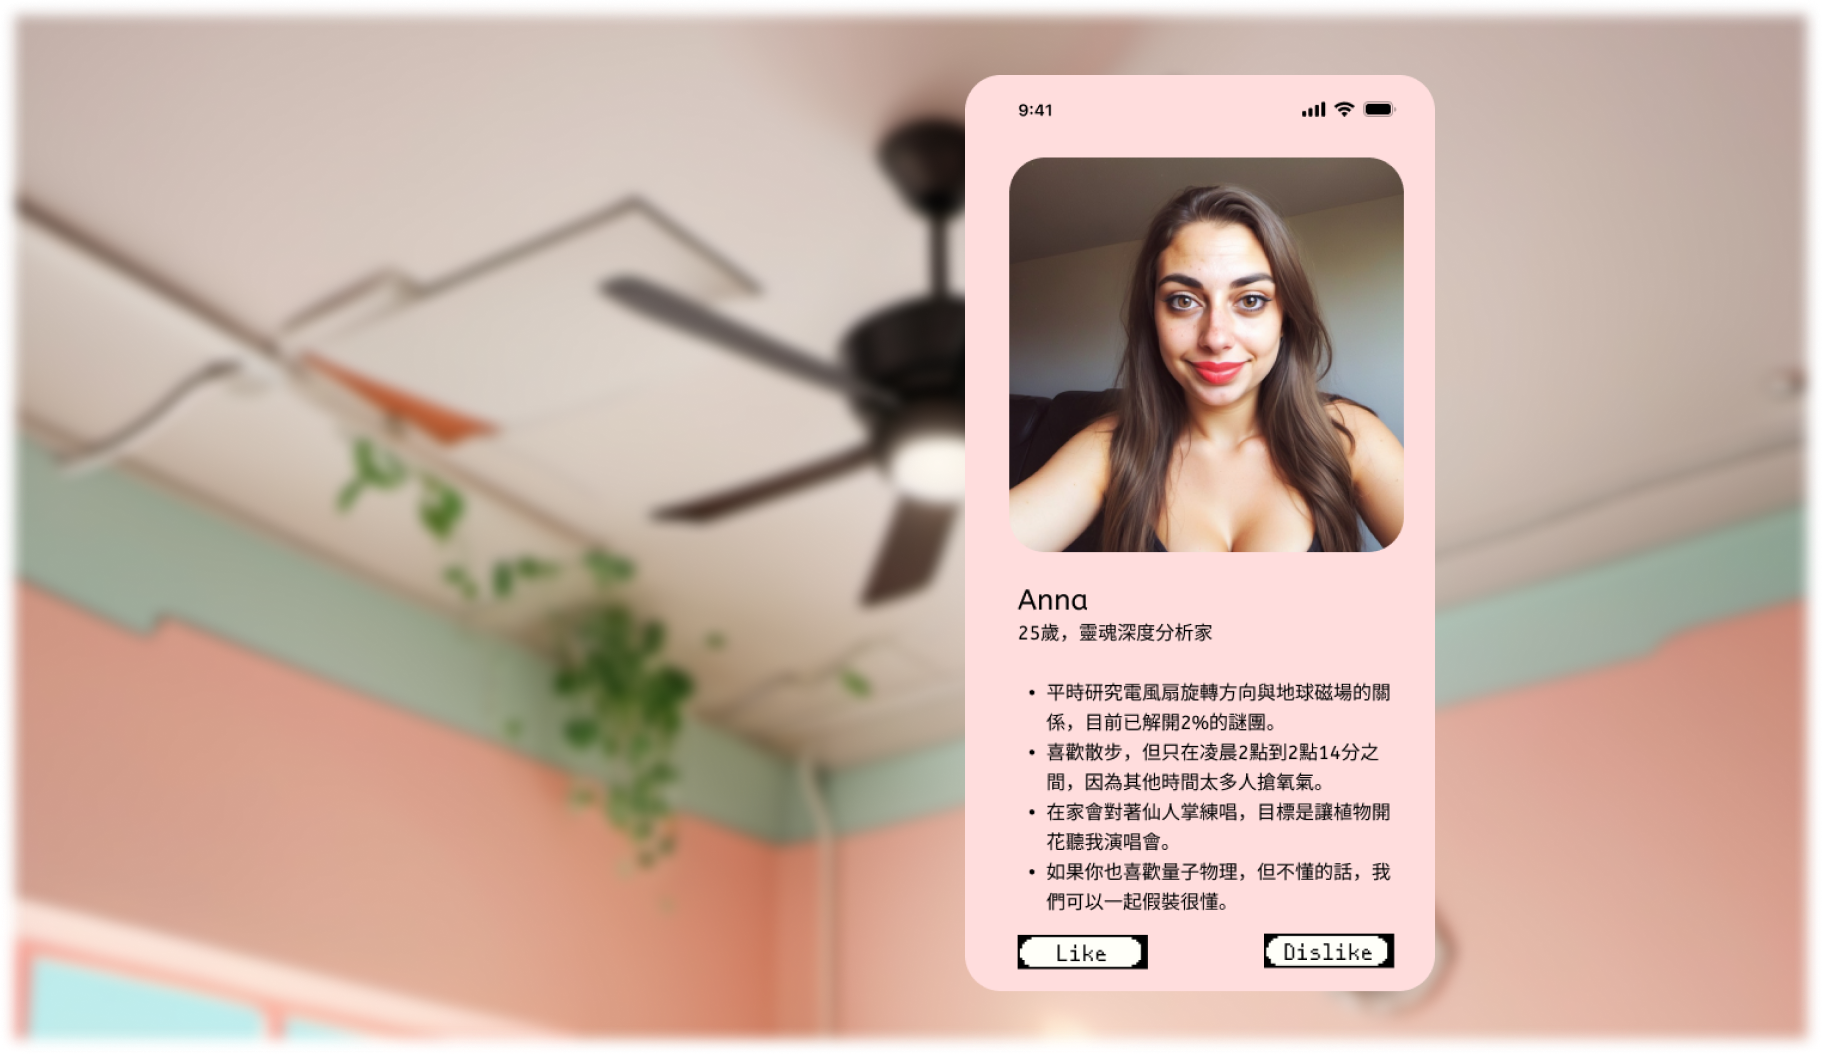 9:41
Anna
25歲，靈魂深度分析家
• 平時研究電風扇旋轉方向與地球磁場的關
係，目前已解開2%的謎團。
• 喜歡散步，但只在凌晨2點到2點14分之
間，因為其他時間太多人搶氧氣。
• 在家會對著仙人掌練唱，目標是讓植物開
花聽我演唱會。
• 如果你也喜歡量子物理，但不懂的話，我
們可以一起假裝很懂。
Like
Dislike